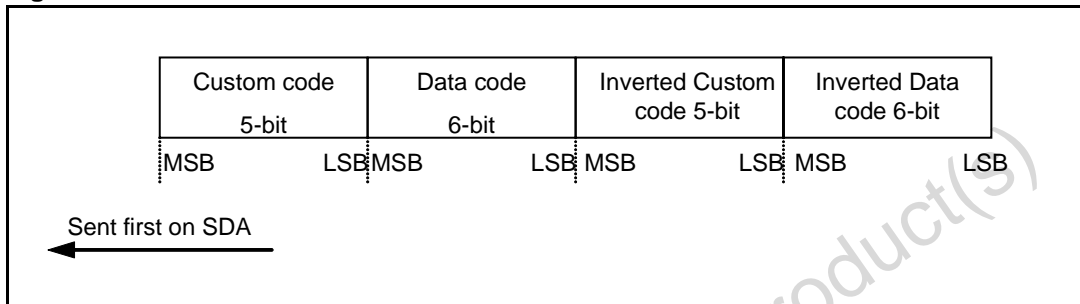 Custom code
5-bit
Data code
6-bit
Inverted Custom
code 5-bit
Inverted Data
code 6-bit
MSB LSB MSB LSB MSB LSB MSB LSB
Sent first on SDA